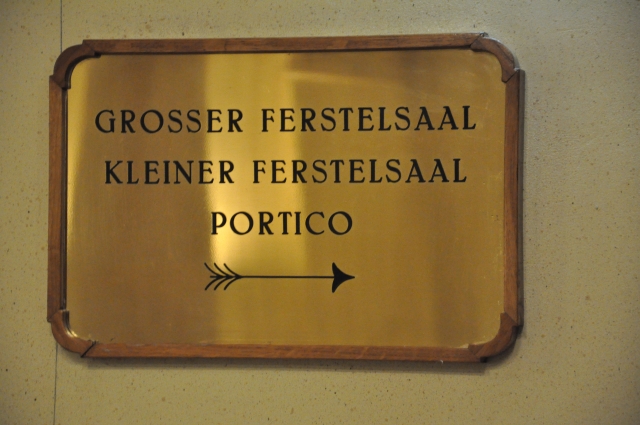 GROSSER FERSTELSAAL
KLEINER FERSTELSAAL
PORTICO